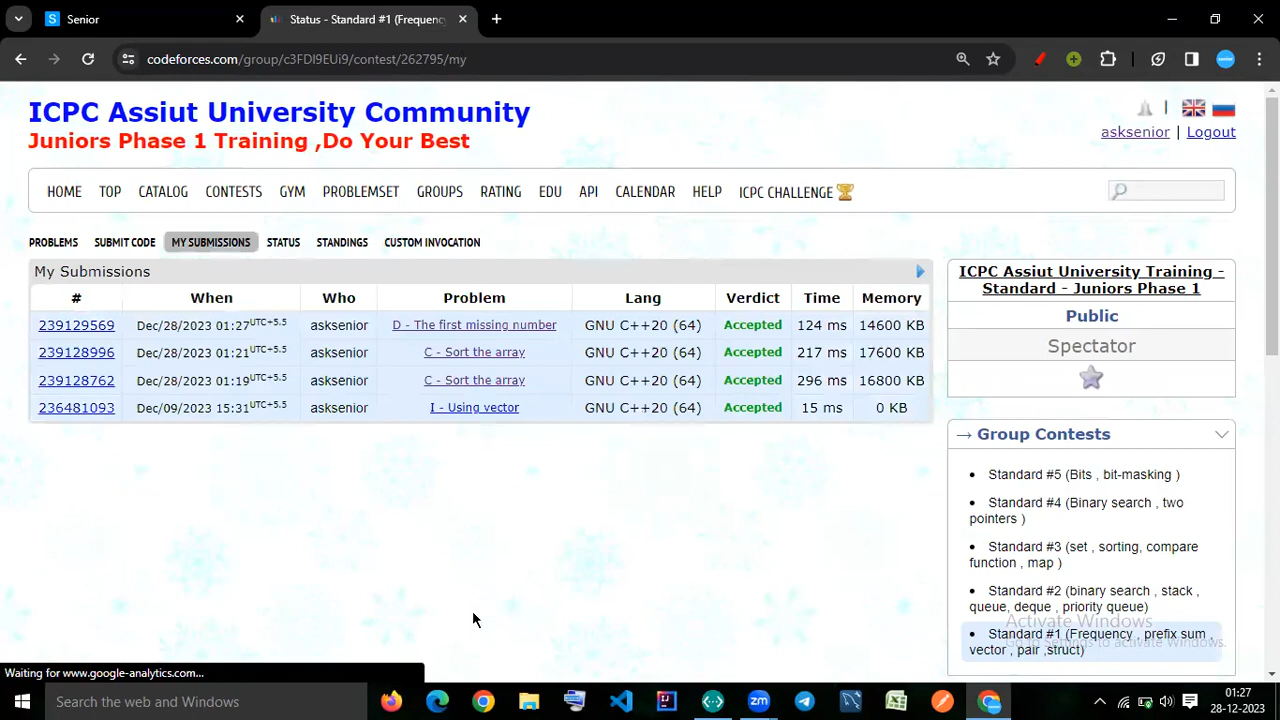 Senior
Status - Standard #1 (Frequenc
codeforces.com/group/c3FDI9EUi9/contest/262795/my
ICPC Assiut University Community
Juniors Phase 1 Training ,Do Your Best
asksenior | Logout
HOME TOP CATALOG CONTESTS GYM PROBLEMSET GROUPS RATING EDU API CALENDAR HELP ICPC CHALLENGE
PROBLEMS SUBMIT CODE MY SUBMISSIONS STATUS STANDINGS CUSTOM INVOCATION
My Submissions
# When Who Problem Lang Verdict Time Memory
239129569 Dec/28/2023 01:27UTC+5.5 asksenior D - The first missing number GNU C++20 (64) Accepted 124 ms 14600 KB
239128996 Dec/28/2023 01:21UTC+5.5 asksenior C - Sort the array GNU C++20 (64) Accepted 217 ms 17600 KB
239128762 Dec/28/2023 01:19UTC+5.5 asksenior C - Sort the array GNU C++20 (64) Accepted 296 ms 16800 KB
236481093 Dec/09/2023 15:31UTC+5.5 asksenior I - Using vector GNU C++20 (64) Accepted 15 ms 0 KB
ICPC Assiut University Training -
Standard - Juniors Phase 1
Public
Spectator
→ Group Contests
Standard #5 (Bits , bit-masking )
Standard #4 (Binary search , two
pointers )
Standard #3 (set , sorting, compare
function , map )
Standard #2 (binary search , stack ,
queue, deque , priority queue)
Standard #1 (Frequency , prefix sum ,
vector , pair ,struct)
Activate Windows
Go to Settings to activate Windows.
Waiting for www.google-analytics.com...
Search the web and Windows
01:27
28-12-2023